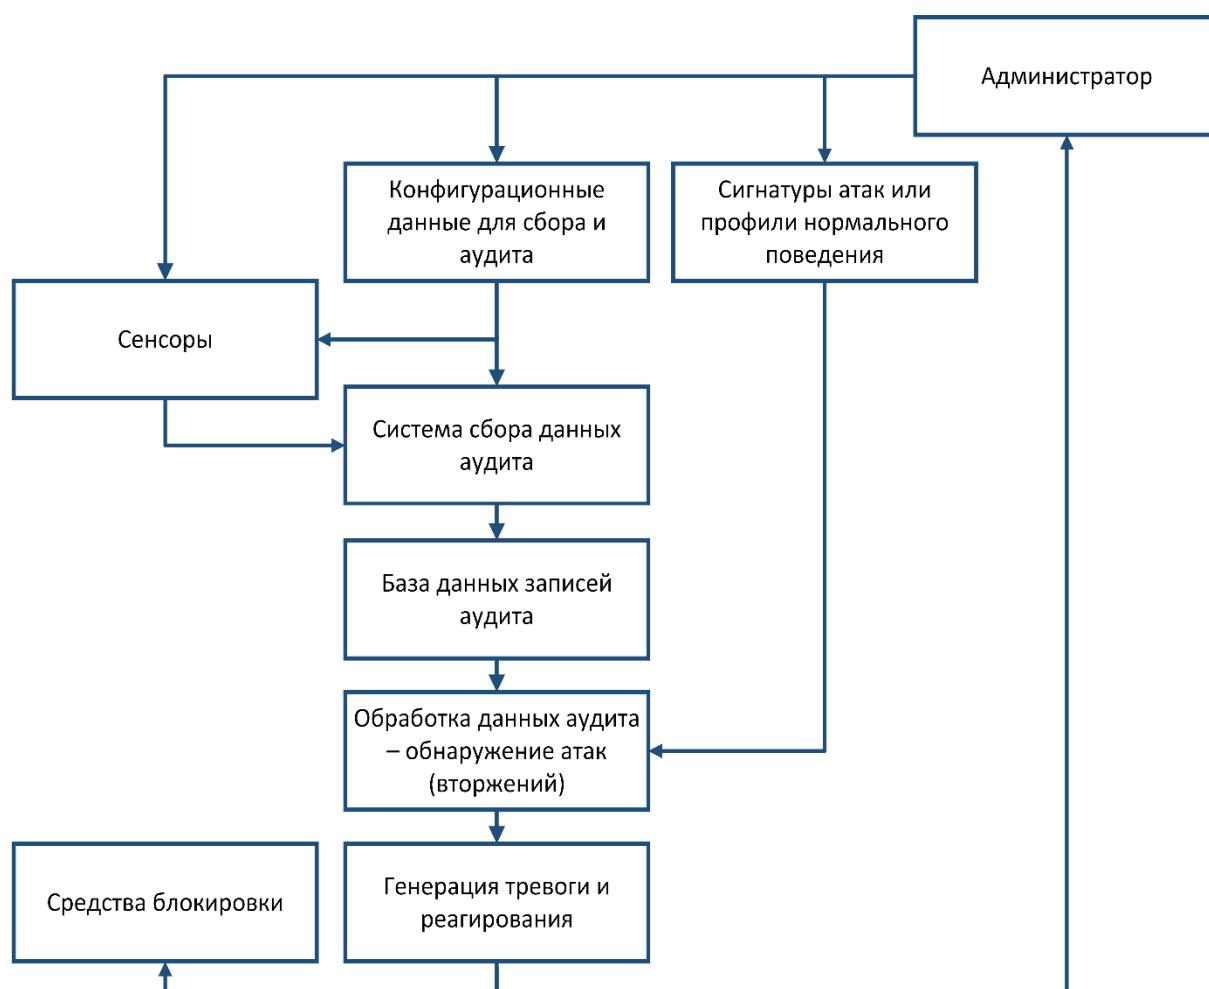 Администратор
Конфигурационные
данные для сбора и
аудита
Сигнатуры атак или
профили нормального
поведения
Сенсоры
Система сбора данных
аудита
База данных записей
аудита
Обработка данных аудита
– обнаружение атак
(вторжений)
Средства блокировки
Генерация тревоги и
реагирования